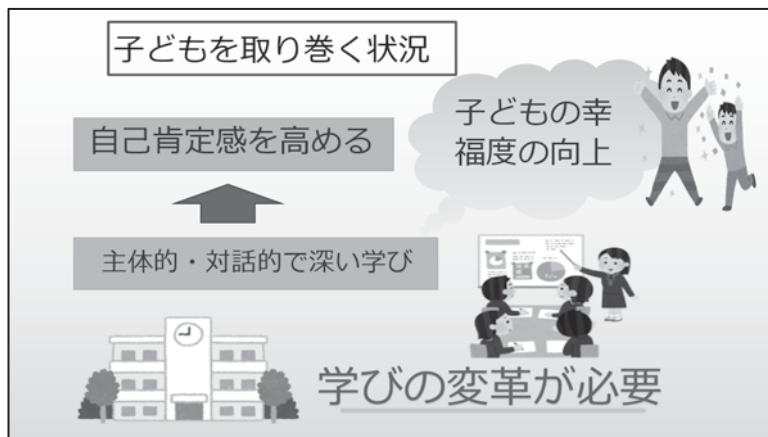 子どもを取り巻く状況
子どもの幸
福度の向上
自己肯定感を高める
主体的・対話的で深い学び
学びの変革が必要